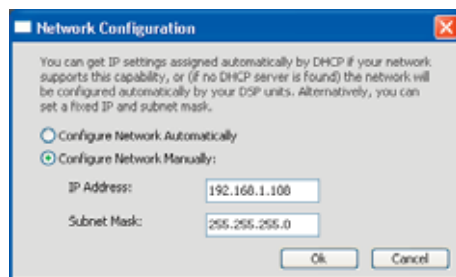 Network Configuration
You can get IP settings assigned automatically by DHCP if your network
supports this capability, or (if no DHCP server is found) the network will
be configured automatically by your DSP units. Alternatively, you can
set a fixed IP and subnet mask.
Configure Network Automatically
Configure Network Manually:
IP Address: 192.168.1.108
Subnet Mask: 255.255.255.0
Ok Cancel